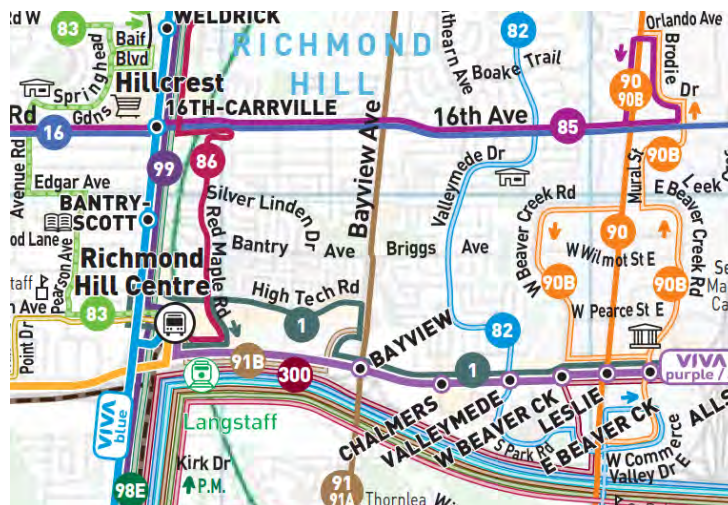 Rd W
83
WELDRICK
Baif
Blvd
Springhead
Gdns
Hillcrest
16TH-CARRVILLE
RICHMOND
HILL
Boake Trail
82
Orlando Ave
Brodie
Dr
90
90B
Rd
16
16th Ave
85
99
86
Avenue Rd
Edgar Ave
BANTRY-
SCOTT
Pearson Ave
Silver Linden Dr
Red Maple Rd
Bantry Ave
Bayview Ave
Briggs Ave
Valleymede Dr
Mural St
90B
Leek
E Beaver Creek Rd
W Beaver Creek Rd
90
W Wilmot St E
90B
90B
W Pearce St E
Richmond
Hill Centre
83
High Tech Rd
1
Point Dr
91B
300
BAYVIEW
82
1
VIVA
purple/
VIVA
blue
Langstaff
CHALMERS
VALLEYMEDE
W BEAVER CK
LESLIE
E BEAVER CK
S Park Rd
W Commerce
Valley Dr E
98E
Kirk Dr
P.M.
91
91A
Thornlea